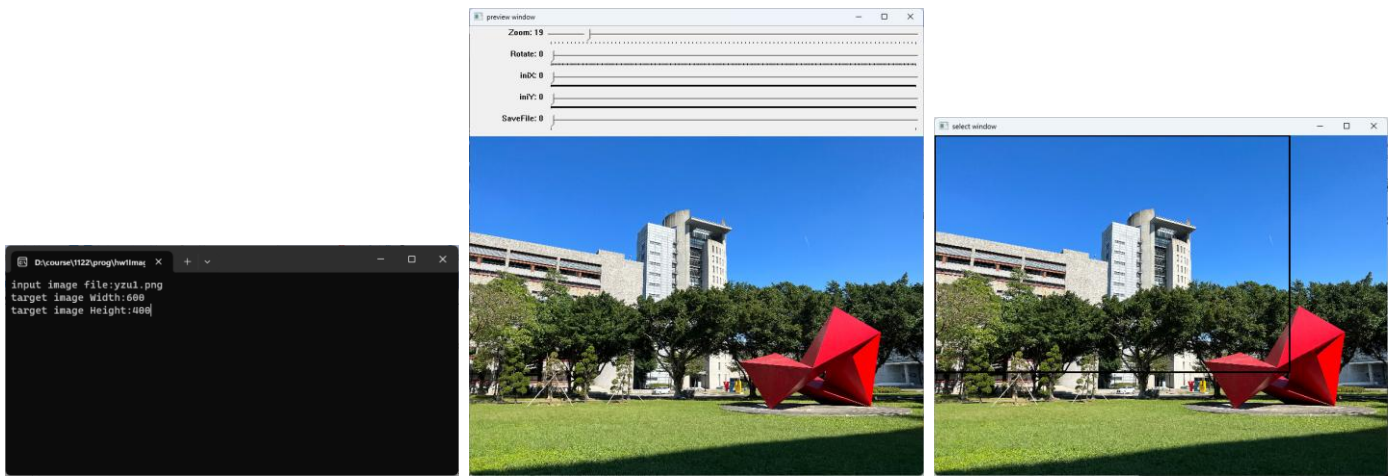 D:\course\1122\prog\hw1Imag
input image file:yzu1.png
target image Width:600
target image Height:400
preview window
Zoom: 19
Rotate: 0
iniX: 0
iniY: 0
SaveFile: 0
select window